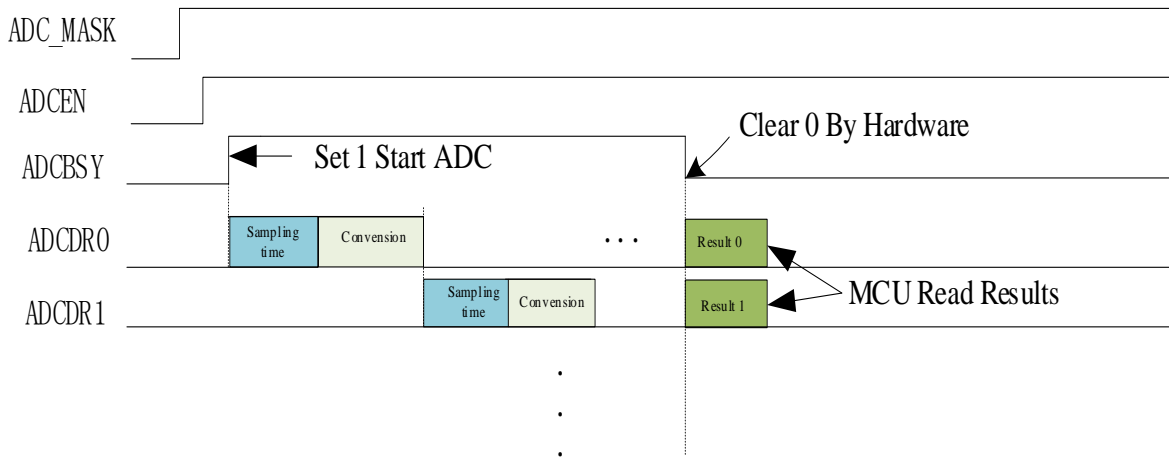 ADC_MASK
ADCEN
Clear 0 By Hardware
ADCBSY
Set 1 Start ADC
ADCDR0
Sampling
time
Convension
...
Result 0
MCU Read Results
ADCDR1
Sampling
time
Convension
Result 1
.
.
.